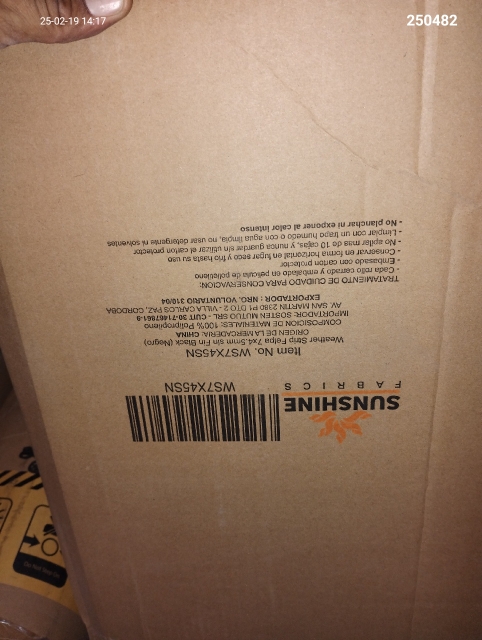 25-02-19 14:17
250482
SUNSHINE
FABRICS
WS7X45SN
Item No. WS7X45SN
Weather Strip Felpa 7x4.5mm Sin Fin Black (Negro)
ORIGEN DE LA MERCADERIA: CHINA
COMPOSICION DE MATERIALES: 100% Polipropileno
IMPORTADOR: SOSTEN MUTUO SRL - CUIT 30-71467861-9
AV. SAN MARTIN 2380 P1 DTO 2 - VILLA CARLOS PAZ, CORDOBA
EXPORTADOR: NRO: VOLUNTARIO 310/04
TRATAMIENTO DE CUIDADO PARA CONSERVACION:
- Cada rollo cerrado y embalado en pelicula de polietileno
- Embasado con carton protector
- Conservar en forma horizontal en lugar seco y frio hasta su uso
- No apilar mas de 10 cajas, y nunca guardar sin utilizar el carton protector
- Limpiar con un trapo humedo o con agua limpia, no usar detergente ni solventes
- No planchar ni exponer al calor intenso